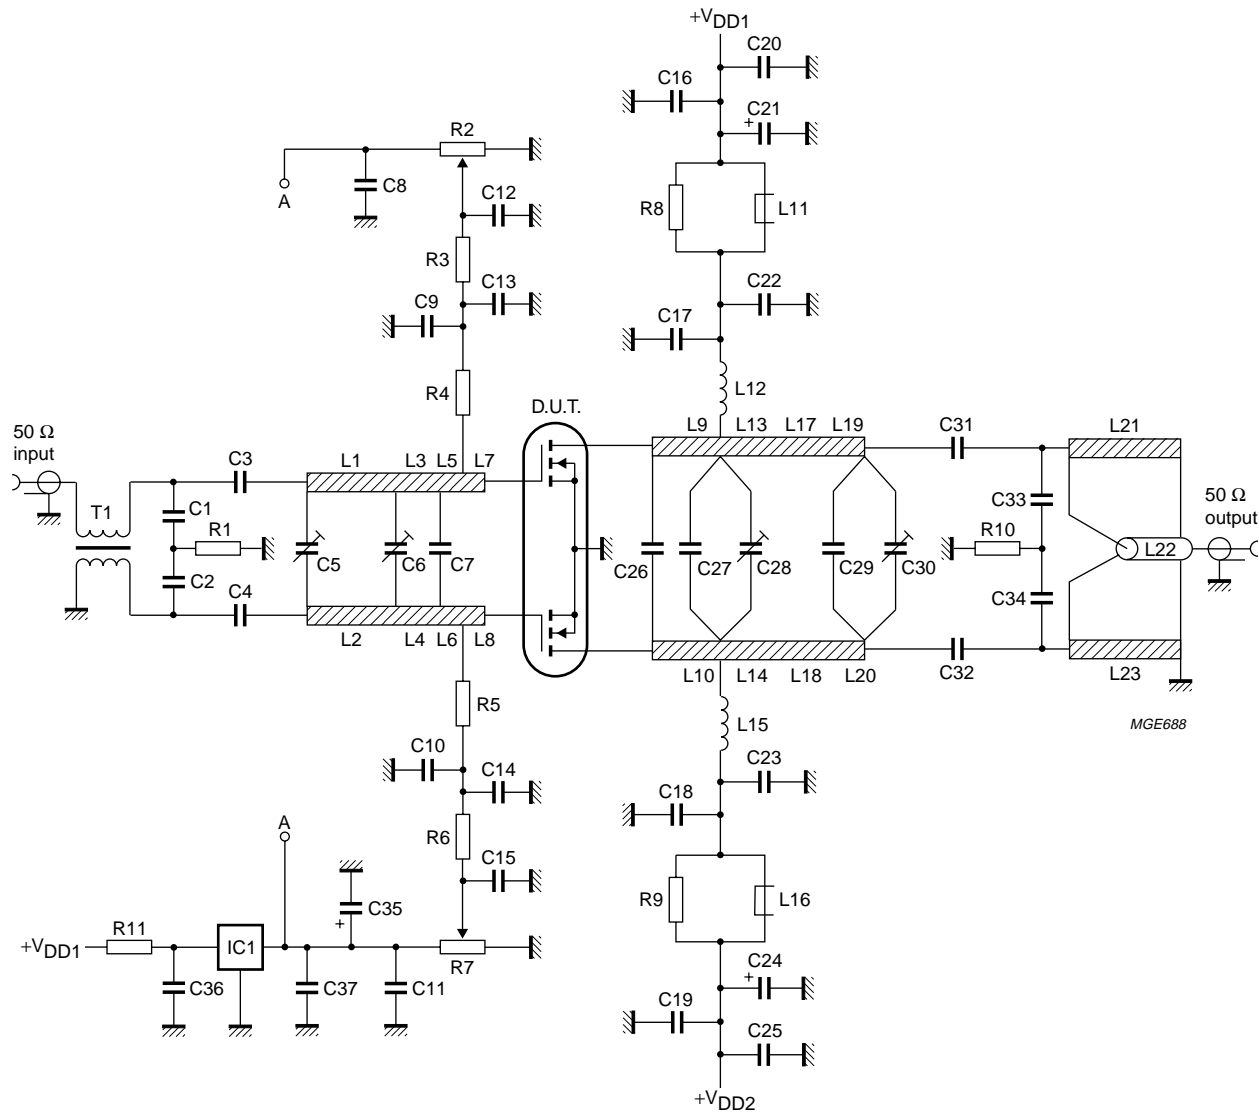 +VDD1
C20
C16
C21
R2
A
C8
C12
R8
L11
R3
C13
C9
C22
C17
R4
L12
D.U.T.
50 Ω
input
C3
L1
L3
L5
L7
L9
L13
L17
L19
C31
L21
T1
C1
R1
C2
C5
C6
C7
C26
C27
C28
C29
C30
C33
R10
C34
L22
50 Ω
output
C4
L2
L4
L6
L8
L10
L14
L18
L20
C32
L23
MGE688
R5
L15
C10
C14
C23
C18
A
R6
C15
C35
+
R9
L16
+VDD1
R11
IC1
R7
C36
C37
C11
C24
+
C19
C25
+VDD2